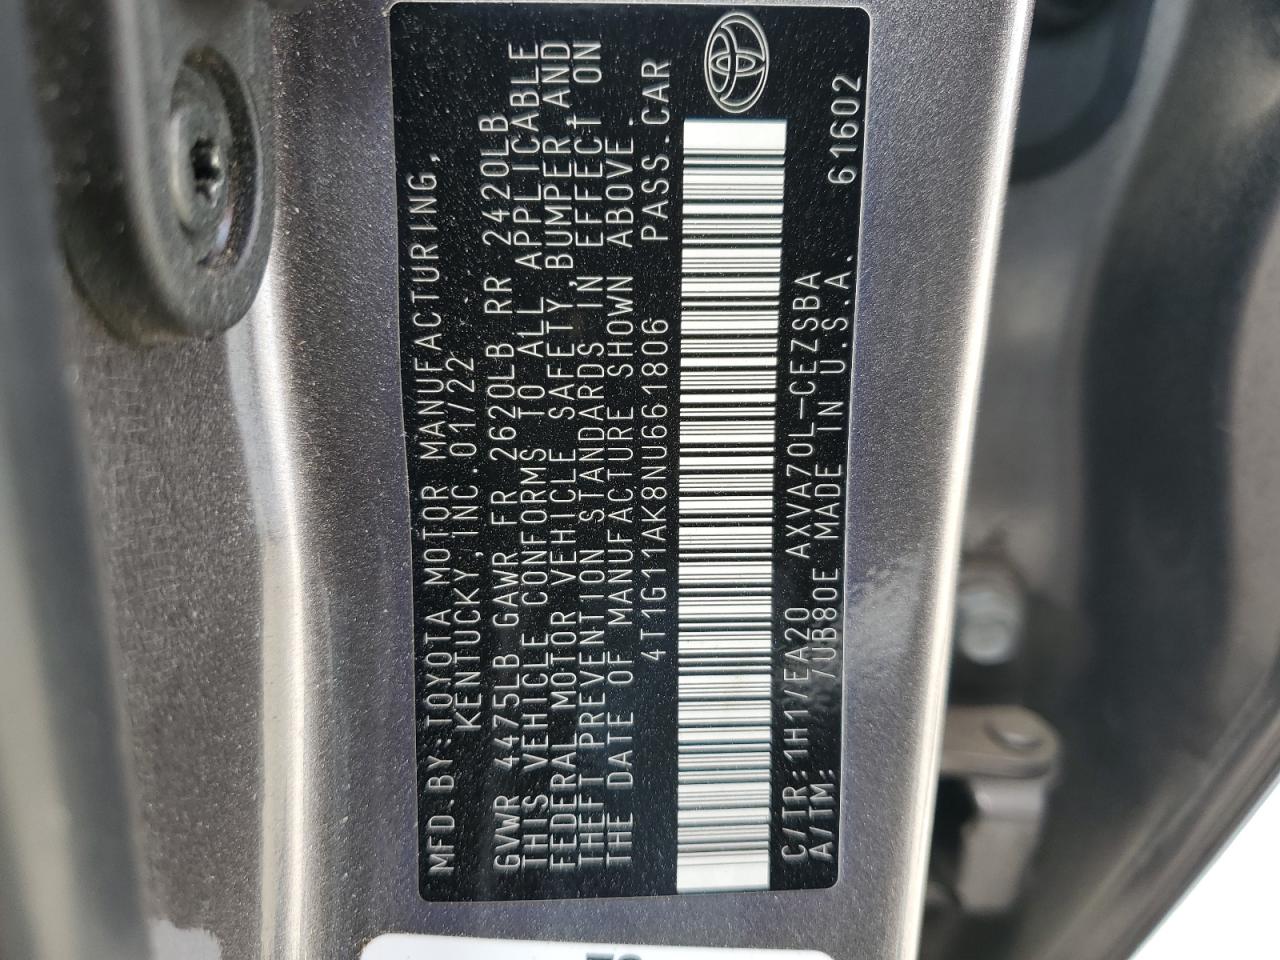 MFD.BY:TOYOTA MOTOR MANUFACTURING,
KENTUCKY,INC.01/22
GVWR 4475LB GAWR FR 2620LB RR 2420LB
THIS VEHICLE CONFORMS TO ALL APPLICABLE
FEDERAL MOTOR VEHICLE SAFETY, BUMPER, AND
THEFT PREVENTION STANDARDS IN EFFECT ON
THE DATE OF MANUFACTURE SHOWN ABOVE.
4T1G11AK8NU661806 PASS.CAR
C/TR:1H1/EA20 AXVA70L-CEZSBA
A/TM: /UB80E MADE IN U.S.A. 61602